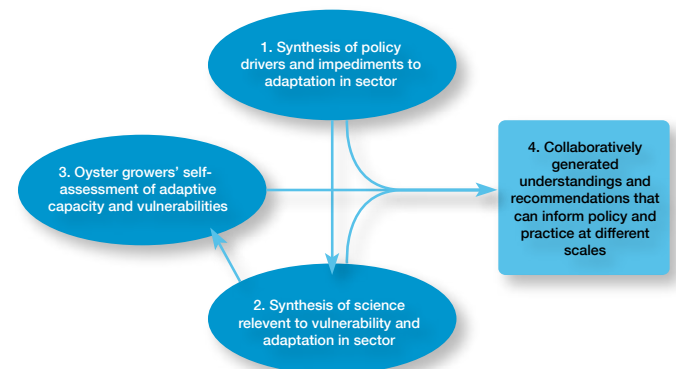 1. Synthesis of policy
drivers and impediments to
adaptation in sector
3. Oyster growers' self-
assessment of adaptive
capacity and vulnerabilities
4. Collaboratively
generated
understandings and
recommendations that
can inform policy and
practice at different
scales
2. Synthesis of science
relevent to vulnerability and
adaptation in sector